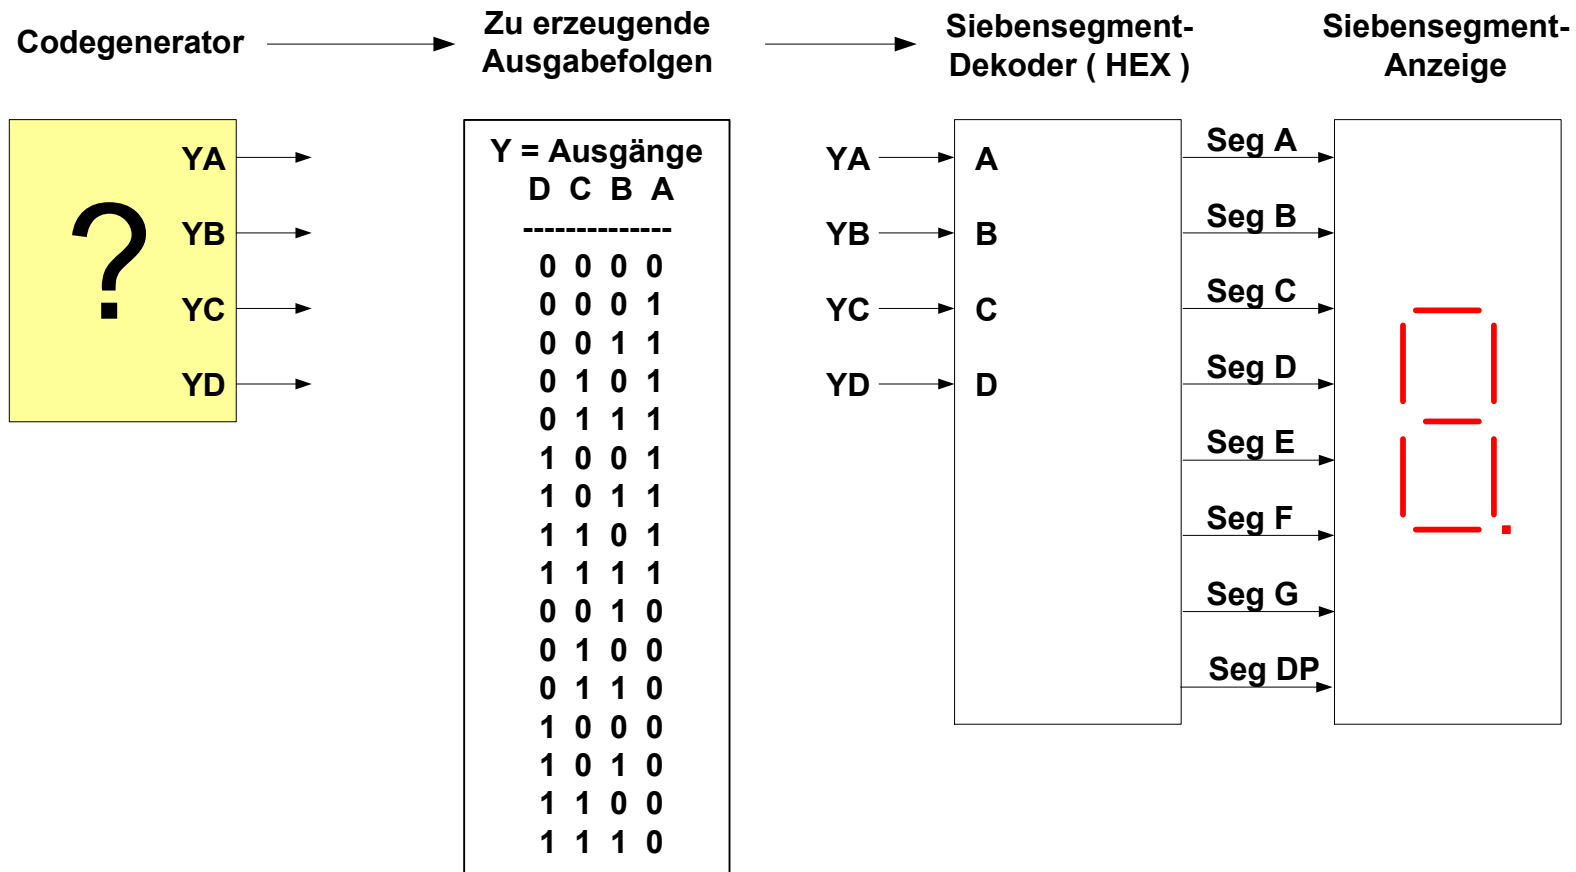 Codegenerator
Zu erzeugende
Ausgabefolgen
Siebensegment-
Dekoder ( HEX )
Siebensegment-
Anzeige
?
YA
YB
YC
YD
Y = Ausgänge
D C B A
--------------
0 0 0 0
0 0 0 1
0 0 1 1
0 1 0 1
0 1 1 1
1 0 0 1
1 0 1 1
1 1 0 1
1 1 1 1
0 0 1 0
0 1 0 0
0 1 1 0
1 0 0 0
1 0 1 0
1 1 0 0
1 1 1 0
YA
YB
YC
YD
A
B
C
D
Seg A
Seg B
Seg C
Seg D
Seg E
Seg F
Seg G
Seg DP
8.